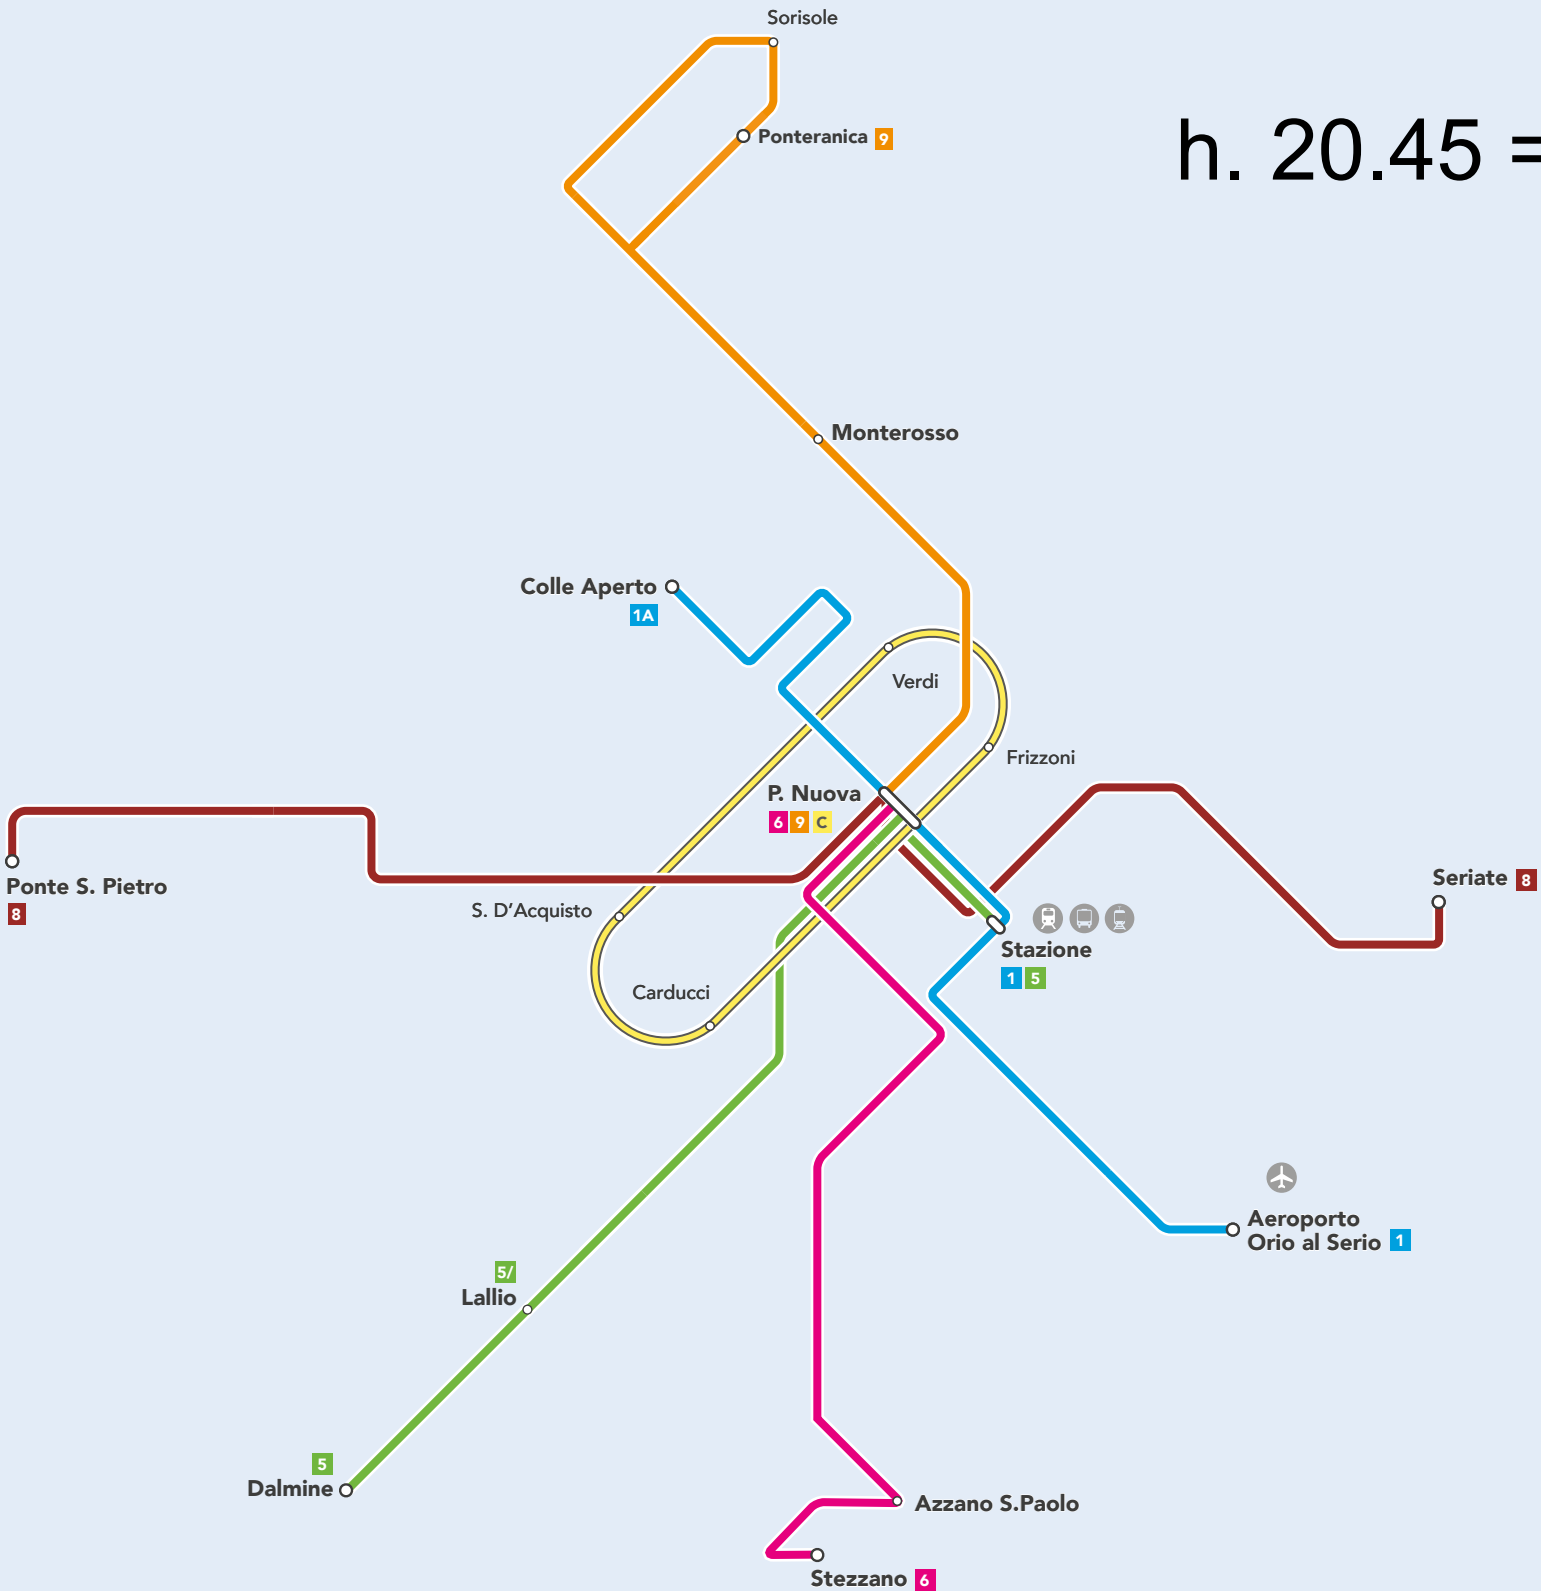 Sorisole
Ponteranica 9
h. 20.45 =
Monterosso
Colle Aperto
1A
Verdi
Frizzoni
P. Nuova
6 9 C
Ponte S. Pietro
8
Seriate 8
S. D'Acquisto
Stazione
1 5
Carducci
Aeroporto
Orio al Serio 1
5/
Lallio
5
Dalmine
Azzano S.Paolo
Stezzano 6